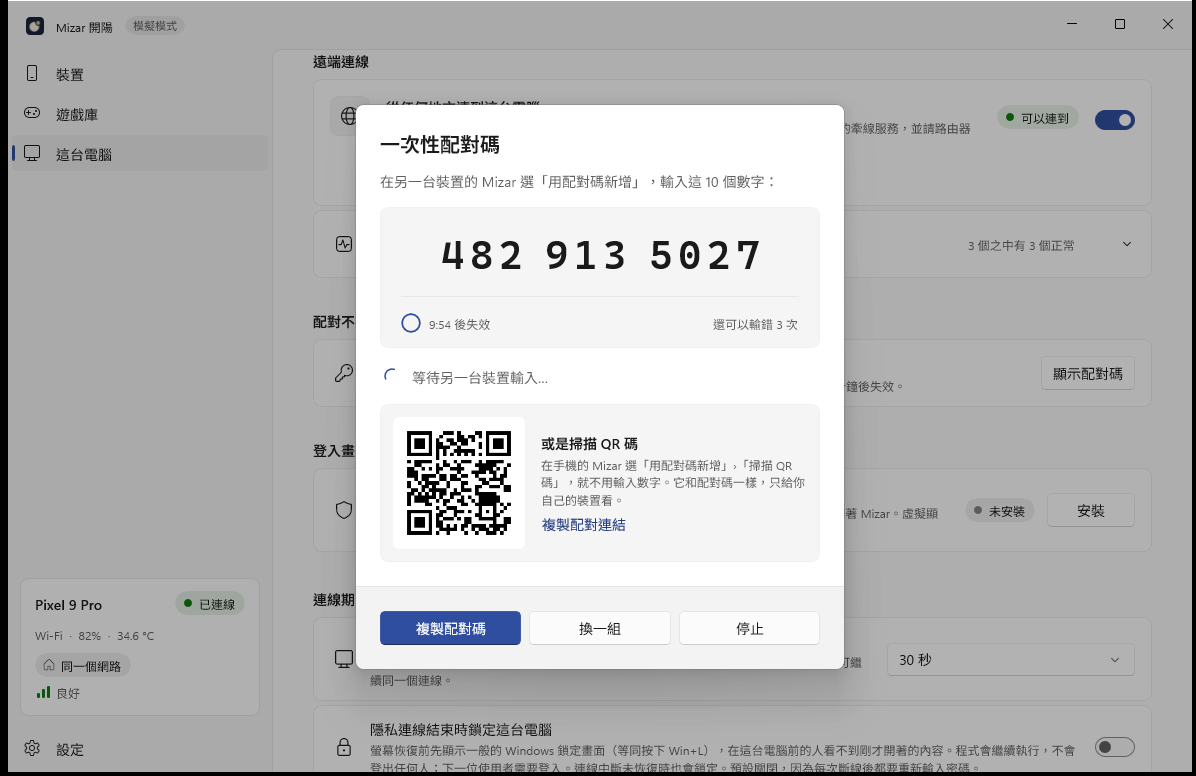 Mizar 開陽 模擬模式
裝置
遊戲庫
這台電腦
遠端連線
的牽線服務，並請路由器
可以連到
3 個之中有 3 個正常
配對不
鐘後失效。
顯示配對碼
登入畫
著 Mizar。虛擬顯
未安裝
安裝
連線期
可繼
續同一個連線。
30 秒
隱私連線結束時鎖定這台電腦
螢幕恢復前先顯示一般的 Windows 鎖定畫面（等同按下 Win+L），在這台電腦前的人看不到剛才開著的內容。程式會繼續執行，不會
登出任何人；下一位使用者需要登入。連線中斷未恢復時也會鎖定。預設關閉，因為每次斷線後都要重新輸入密碼。
一次性配對碼
在另一台裝置的 Mizar 選「用配對碼新增」，輸入這 10 個數字：
482 913 5027
9:54 後失效
還可以輸錯 3 次
等待另一台裝置輸入...
或是掃描 QR 碼
在手機的 Mizar 選「用配對碼新增」›「掃描 QR
碼」，就不用輸入數字。它和配對碼一樣，只給你
自己的裝置看。
複製配對連結
複製配對碼
換一組
停止
Pixel 9 Pro
已連線
Wi-Fi · 82% · 34.6 °C
同一個網路
良好
設定